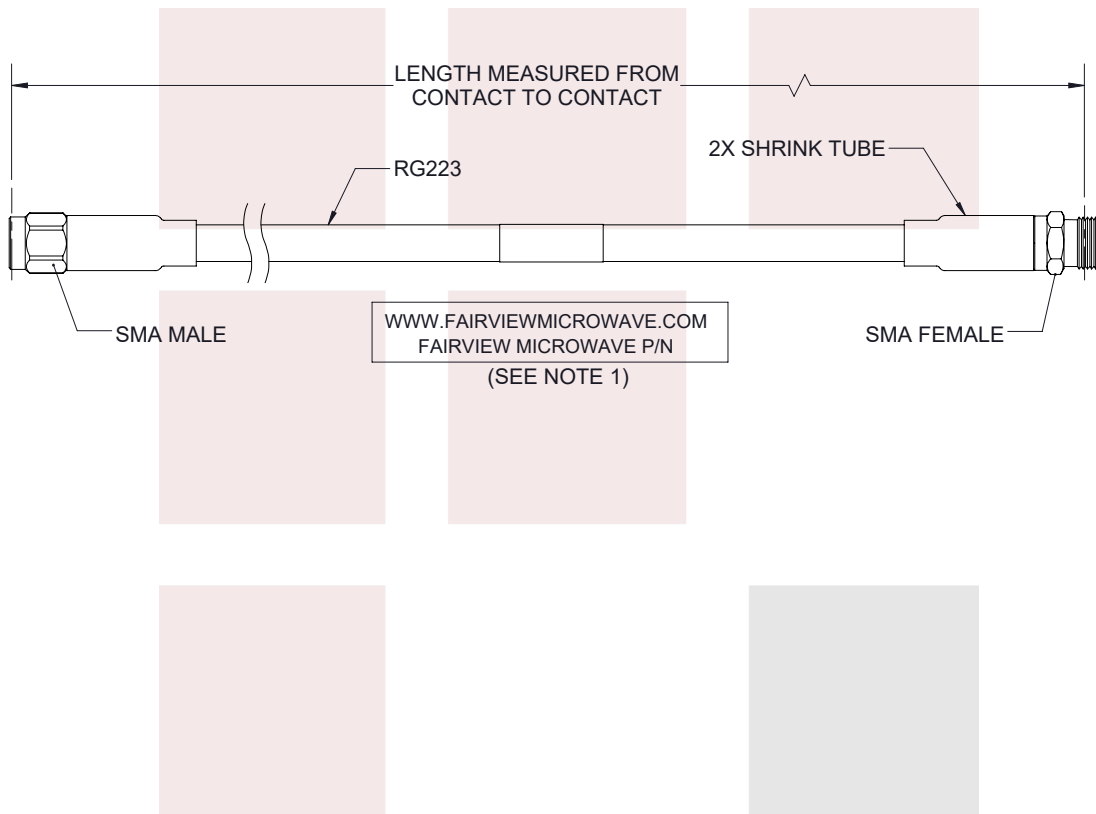 LENGTH MEASURED FROM
CONTACT TO CONTACT
RG223
2X SHRINK TUBE
SMA MALE
WWW.FAIRVIEWMICROWAVE.COM
FAIRVIEW MICROWAVE P/N
(SEE NOTE 1)
SMA FEMALE